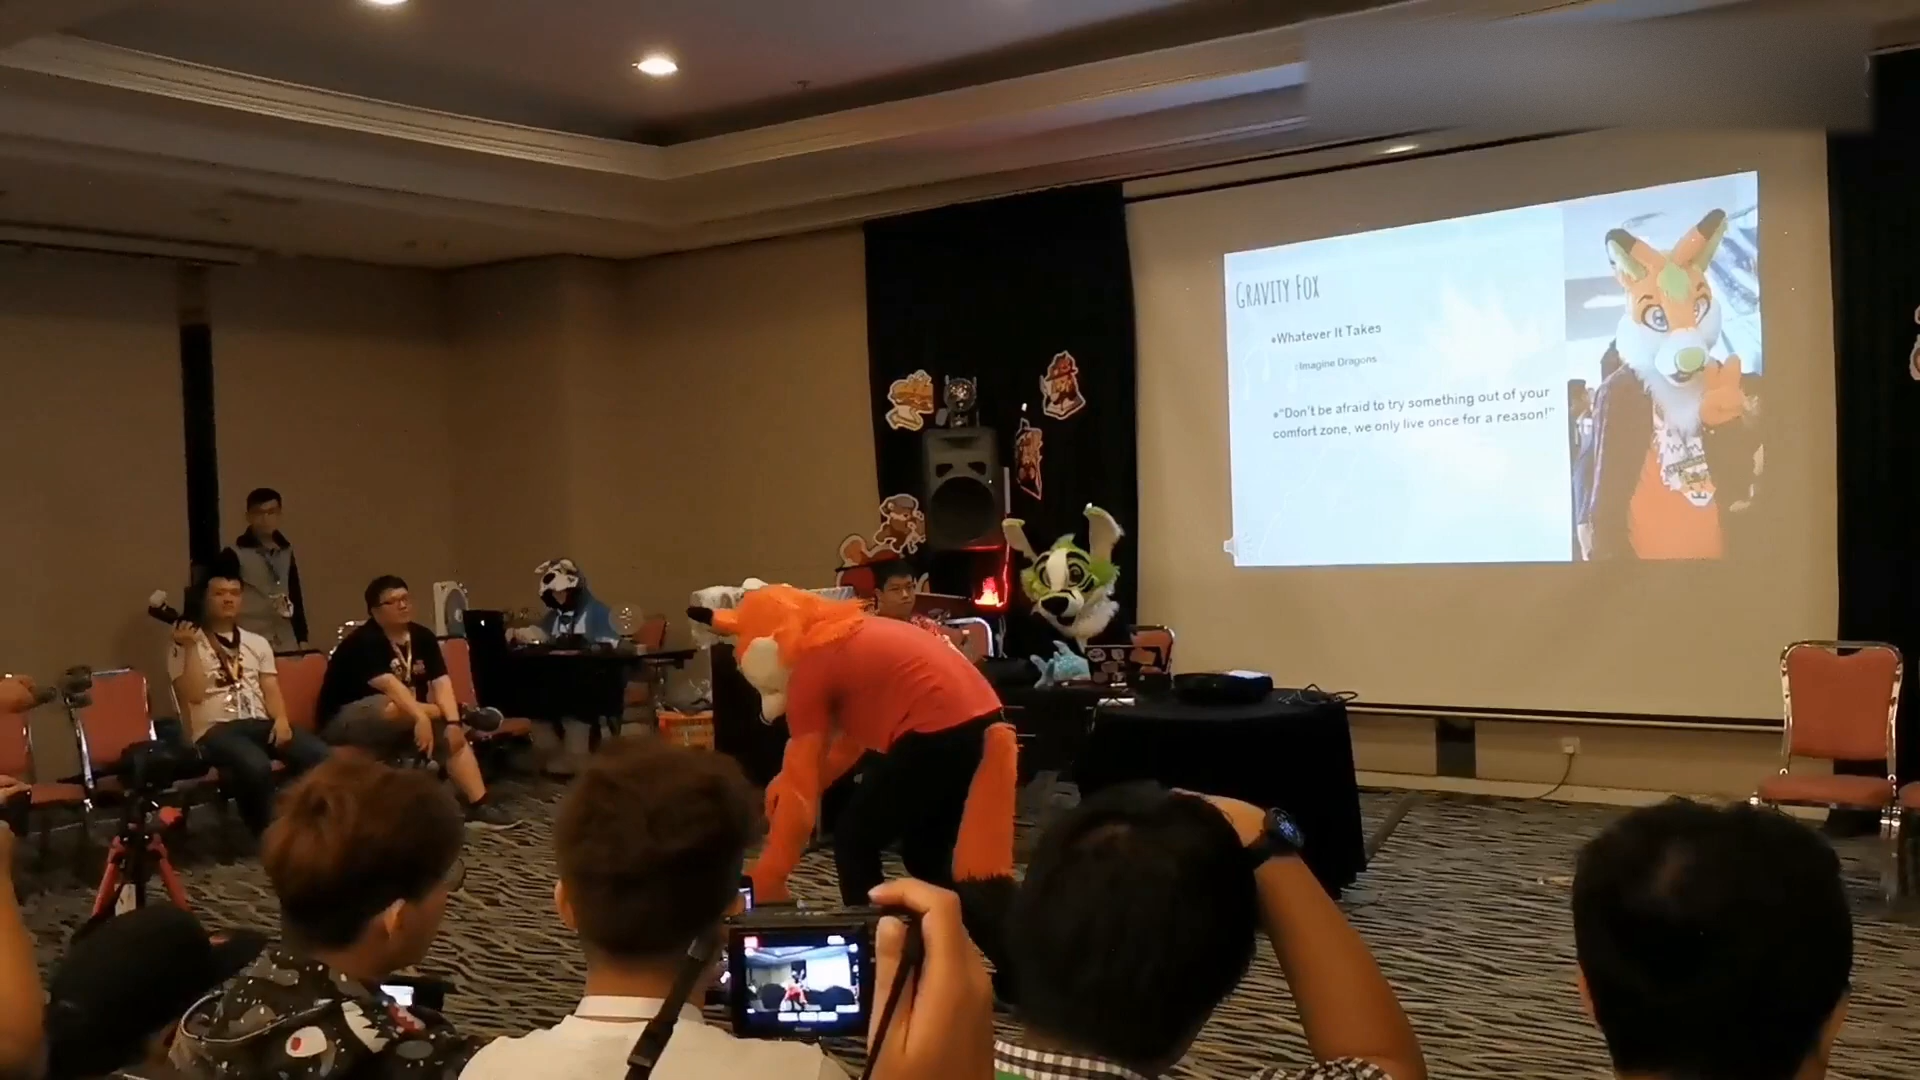 GRAVITY FOX
•Whatever It Takes
Imagine Dragons
•"Don't be afraid to try something out of your
comfort zone, we only live once for a reason!"